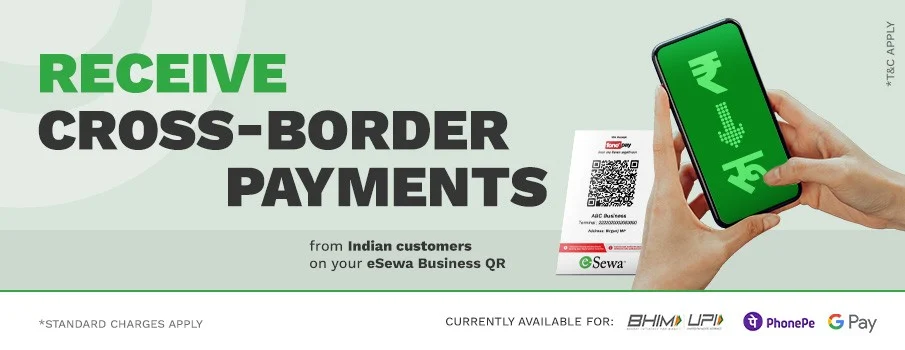 RECEIVE
CROSS-BORDER
PAYMENTS
from Indian customers
on your eSewa Business QR
*T&C APPLY
₹
रू
fonepay
ABC Business
eSewa
*STANDARD CHARGES APPLY
CURRENTLY AVAILABLE FOR:
BHIM UPI
पे PhonePe
G Pay